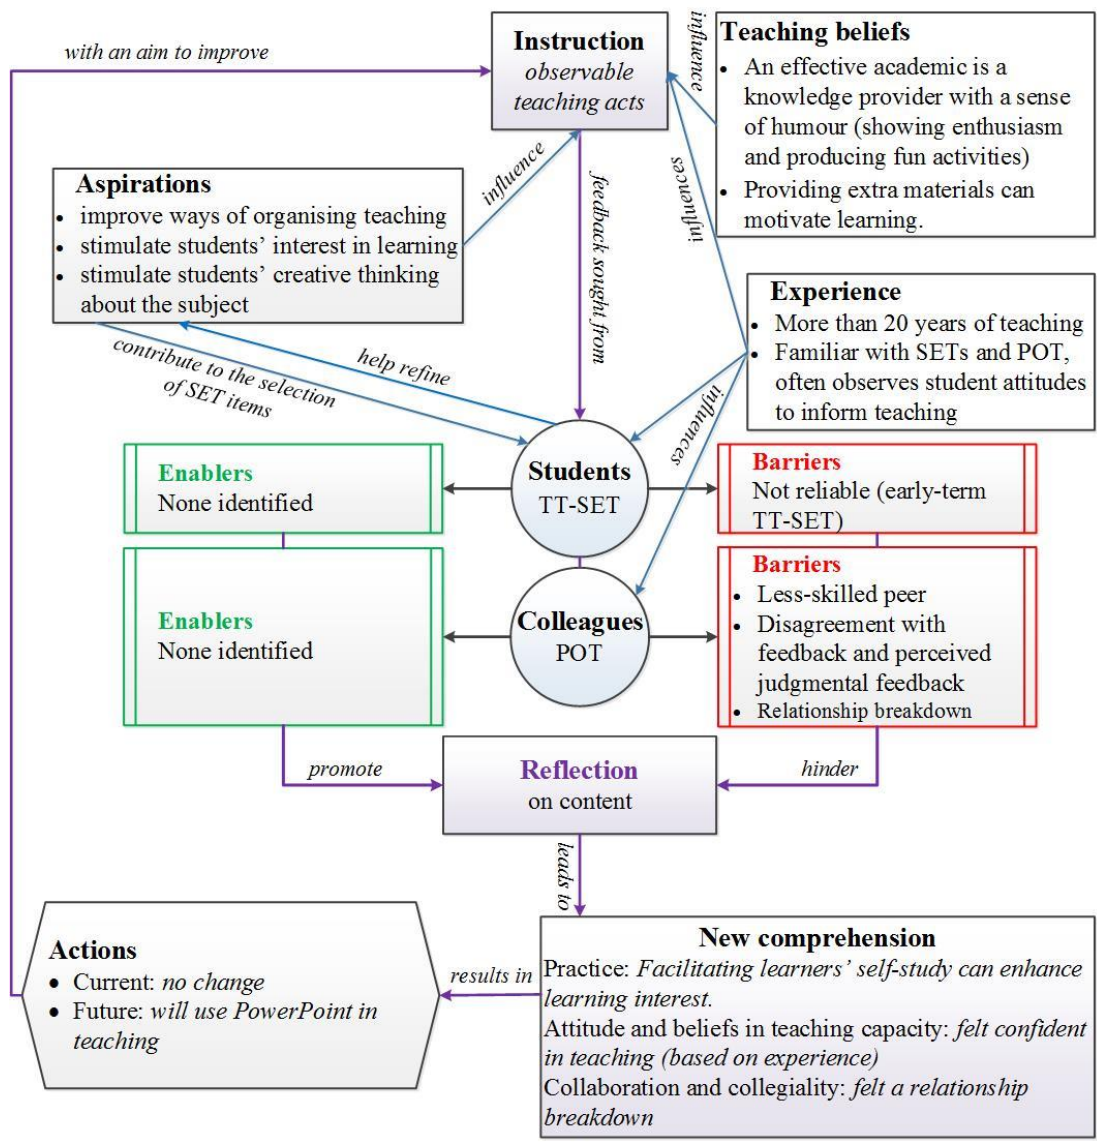 with an aim to improve
Instruction
observable
teaching acts
influence
Teaching beliefs
• An effective academic is a
knowledge provider with a sense
of humour (showing enthusiasm
and producing fun activities)
• Providing extra materials can
motivate learning.
Aspirations
• improve ways of organising teaching
• stimulate students' interest in learning
• stimulate students' creative thinking
about the subject
influence
feedback sought from
influences
Experience
• More than 20 years of teaching
• Familiar with SETs and POT,
often observes student attitudes
to inform teaching
contribute to the selection
of SET items
help refine
influences
Enablers
None identified
Students
TT-SET
Barriers
Not reliable (early-term
TT-SET)
Enablers
None identified
Colleagues
POT
Barriers
• Less-skilled peer
• Disagreement with
feedback and perceived
judgmental feedback
• Relationship breakdown
promote
Reflection
on content
hinder
leads to
Actions
• Current: no change
• Future: will use PowerPoint in
teaching
results in
New comprehension
Practice: Facilitating learners' self-study can enhance
learning interest.
Attitude and beliefs in teaching capacity: felt confident
in teaching (based on experience)
Collaboration and collegiality: felt a relationship
breakdown